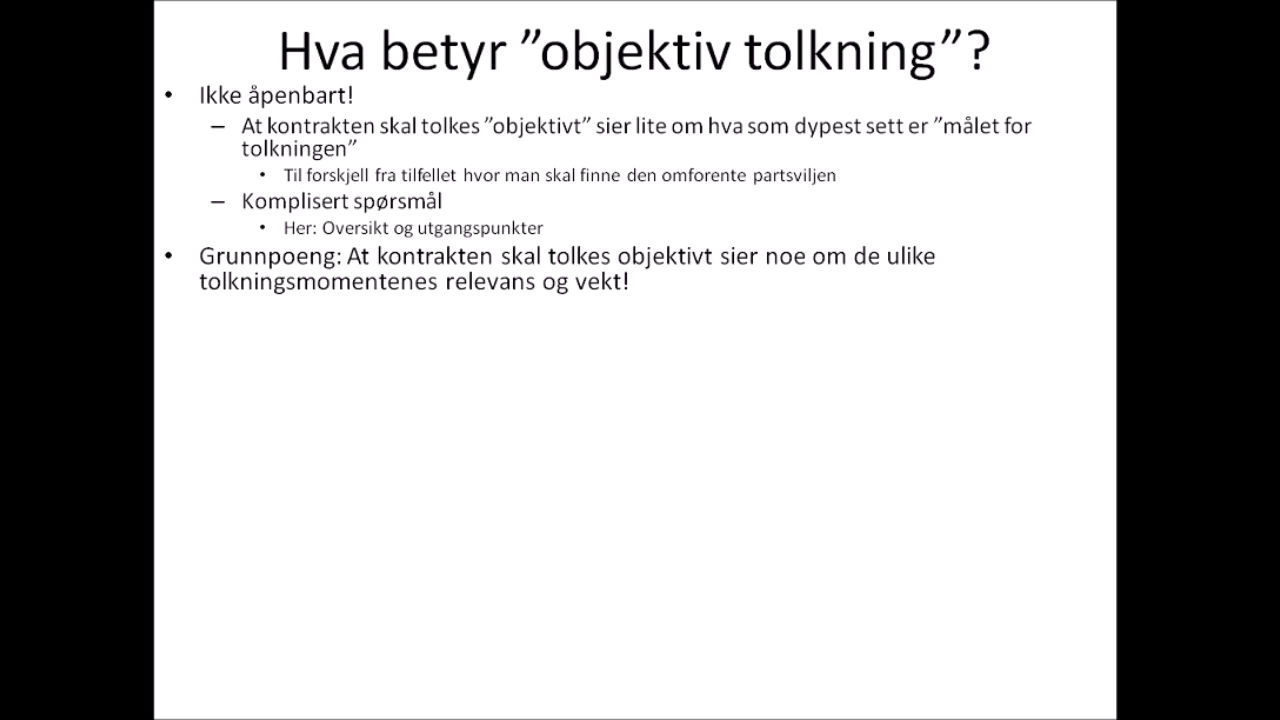 Hva betyr ”objektiv tolkning”?
• Ikke åpenbart!
– At kontrakten skal tolkes ”objektivt” sier lite om hva som dypest sett er ”målet for
tolkningen”
• Til forskjell fra tilfellet hvor man skal finne den omforente partsviljen
– Komplisert spørsmål
• Her: Oversikt og utgangspunkter
• Grunnpoeng: At kontrakten skal tolkes objektivt sier noe om de ulike
tolkningsmomentenes relevans og vekt!